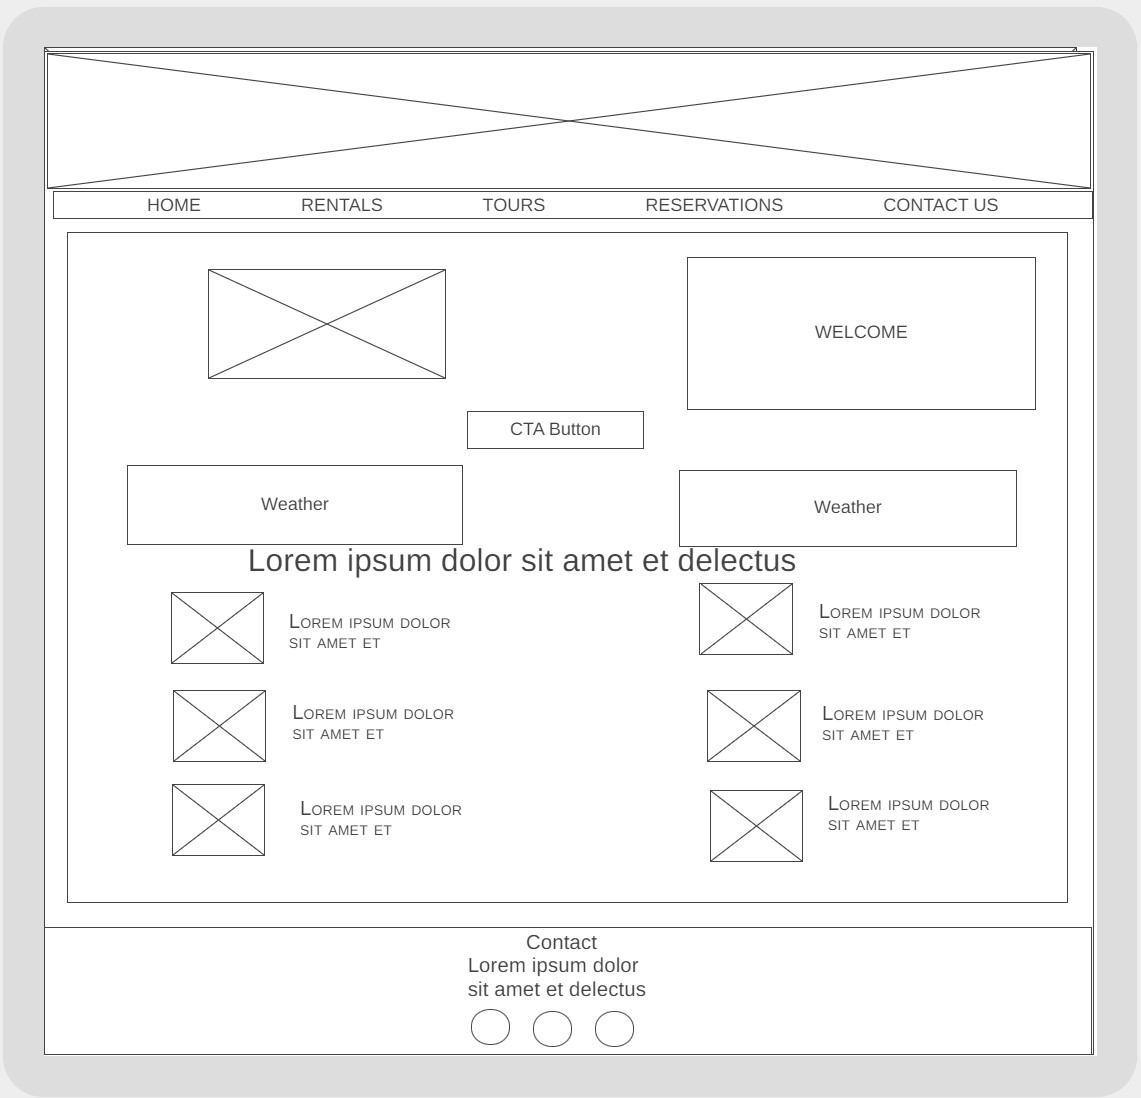 HOME RENTALS TOURS RESERVATIONS CONTACT US
WELCOME
CTA Button
Weather
Weather
Lorem ipsum dolor sit amet et delectus
Lorem ipsum dolor
sit amet et
Lorem ipsum dolor
sit amet et
Lorem ipsum dolor
sit amet et
Lorem ipsum dolor
sit amet et
Lorem ipsum dolor
sit amet et
Lorem ipsum dolor
sit amet et
Contact
Lorem ipsum dolor
sit amet et delectus